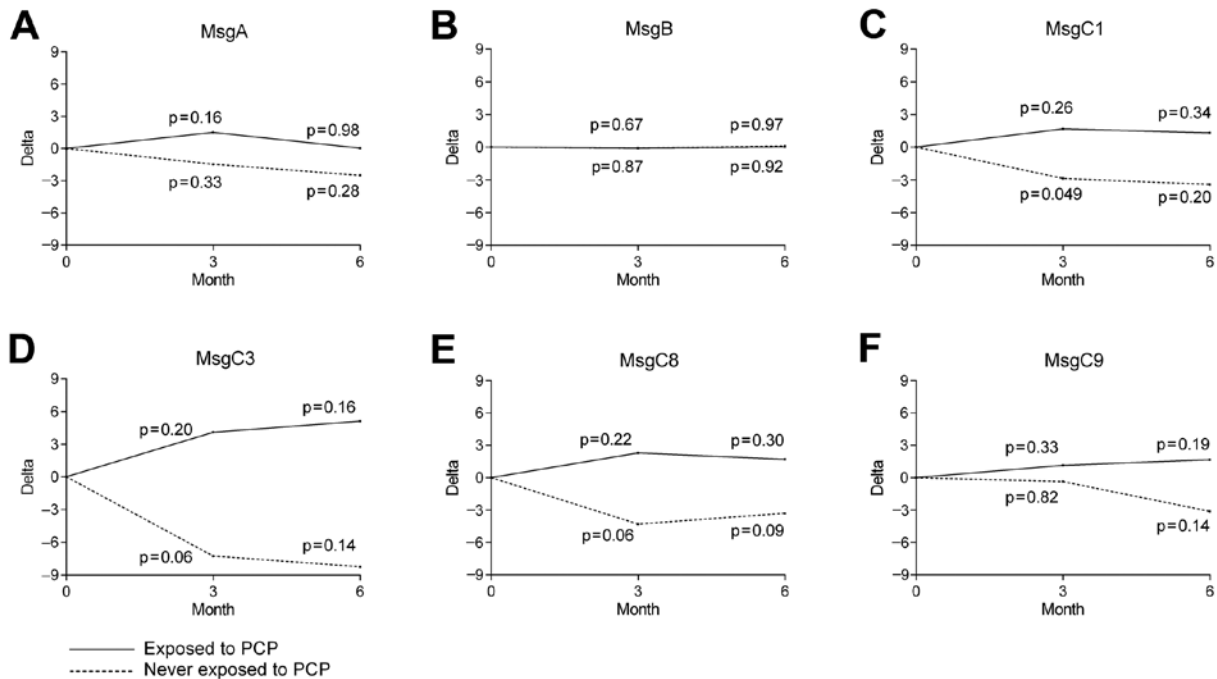 A
MsgA
9
6
3
0
−3
−6
−9
Delta
p=0.16
p=0.98
p=0.33
p=0.28
0
3
6
Month
B
MsgB
9
6
3
0
−3
−6
−9
Delta
p=0.67
p=0.97
p=0.87
p=0.92
0
3
6
Month
C
MsgC1
9
6
3
0
−3
−6
−9
Delta
p=0.26
p=0.34
p=0.049
p=0.20
0
3
6
Month
D
MsgC3
9
6
3
0
−3
−6
−9
Delta
p=0.20
p=0.16
p=0.06
p=0.14
0
3
6
Month
E
MsgC8
9
6
3
0
−3
−6
−9
Delta
p=0.22
p=0.30
p=0.06
p=0.09
0
3
6
Month
F
MsgC9
9
6
3
0
−3
−6
−9
Delta
p=0.33
p=0.19
p=0.82
p=0.14
0
3
6
Month
Exposed to PCP
Never exposed to PCP